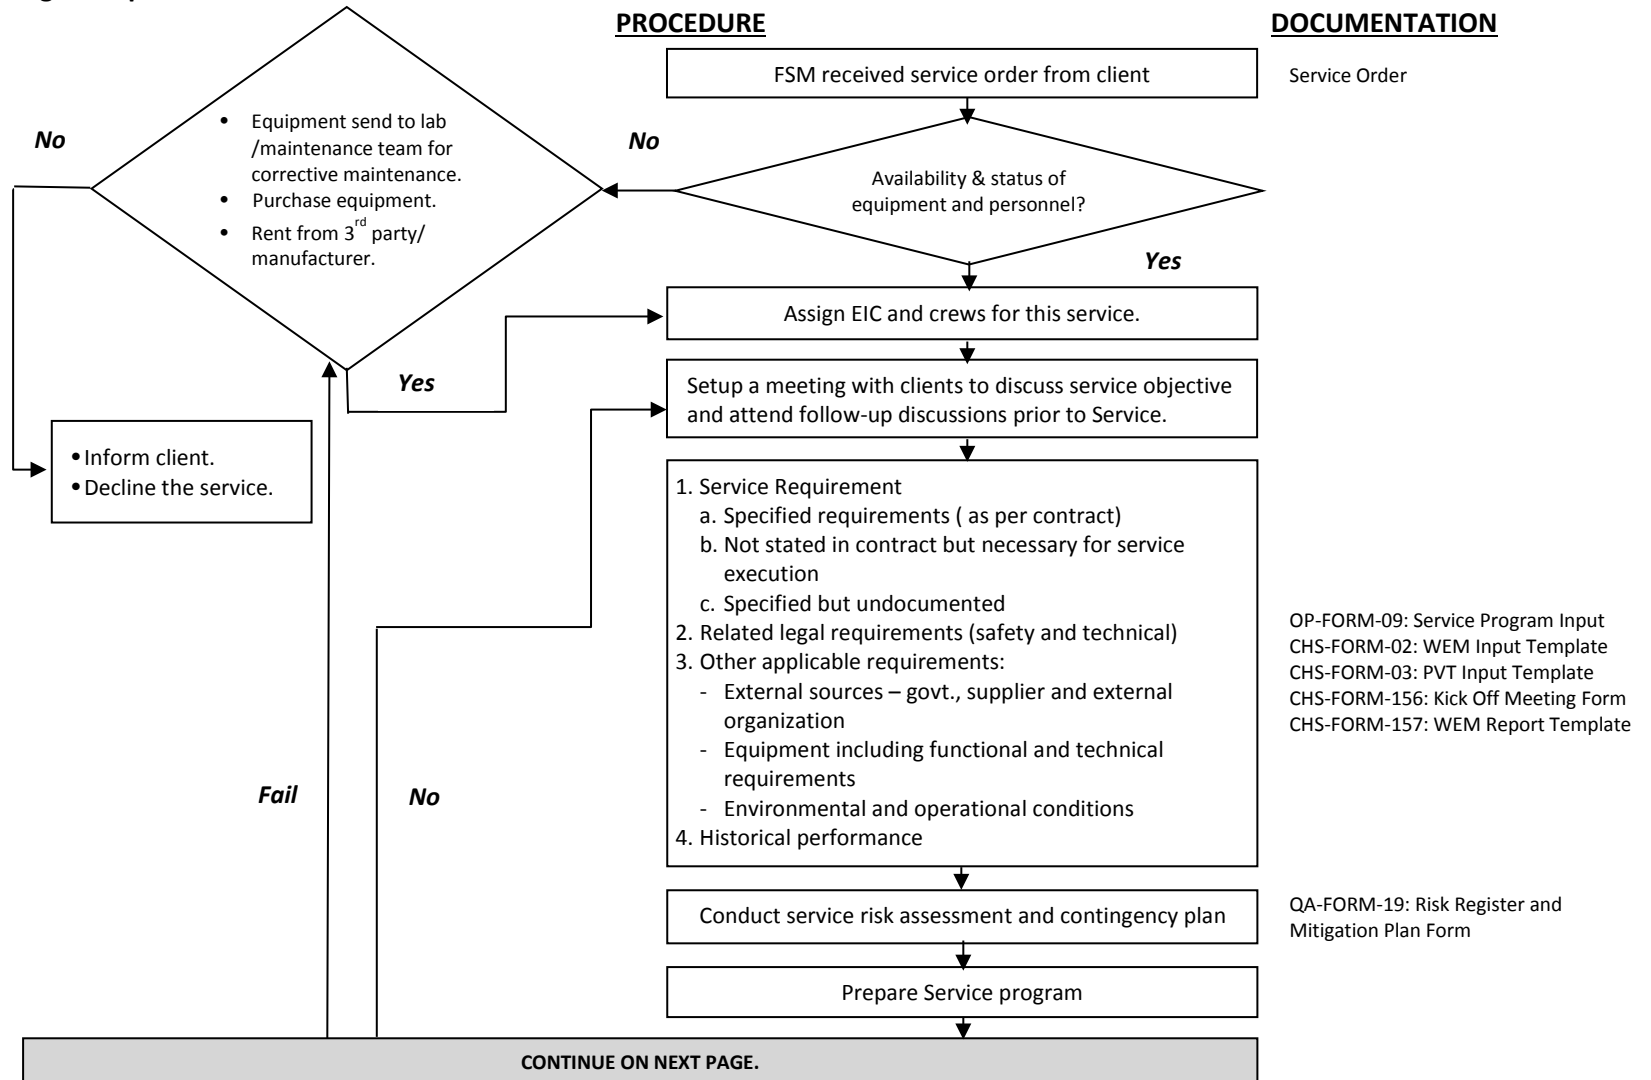 PROCEDURE
DOCUMENTATION
FSM received service order from client
Service Order
No
• Equipment send to lab
/maintenance team for
corrective maintenance.
• Purchase equipment.
• Rent from 3rd party/
manufacturer.
No
Availability & status of
equipment and personnel?
Yes
Assign EIC and crews for this service.
Yes
Setup a meeting with clients to discuss service objective
and attend follow-up discussions prior to Service.
• Inform client.
• Decline the service.
1. Service Requirement
a. Specified requirements ( as per contract)
b. Not stated in contract but necessary for service
execution
c. Specified but undocumented
2. Related legal requirements (safety and technical)
3. Other applicable requirements:
- External sources – govt., supplier and external
organization
- Equipment including functional and technical
requirements
- Environmental and operational conditions
4. Historical performance
OP-FORM-09: Service Program Input
CHS-FORM-02: WEM Input Template
CHS-FORM-03: PVT Input Template
CHS-FORM-156: Kick Off Meeting Form
CHS-FORM-157: WEM Report Template
Fail
No
Conduct service risk assessment and contingency plan
QA-FORM-19: Risk Register and
Mitigation Plan Form
Prepare Service program
CONTINUE ON NEXT PAGE.